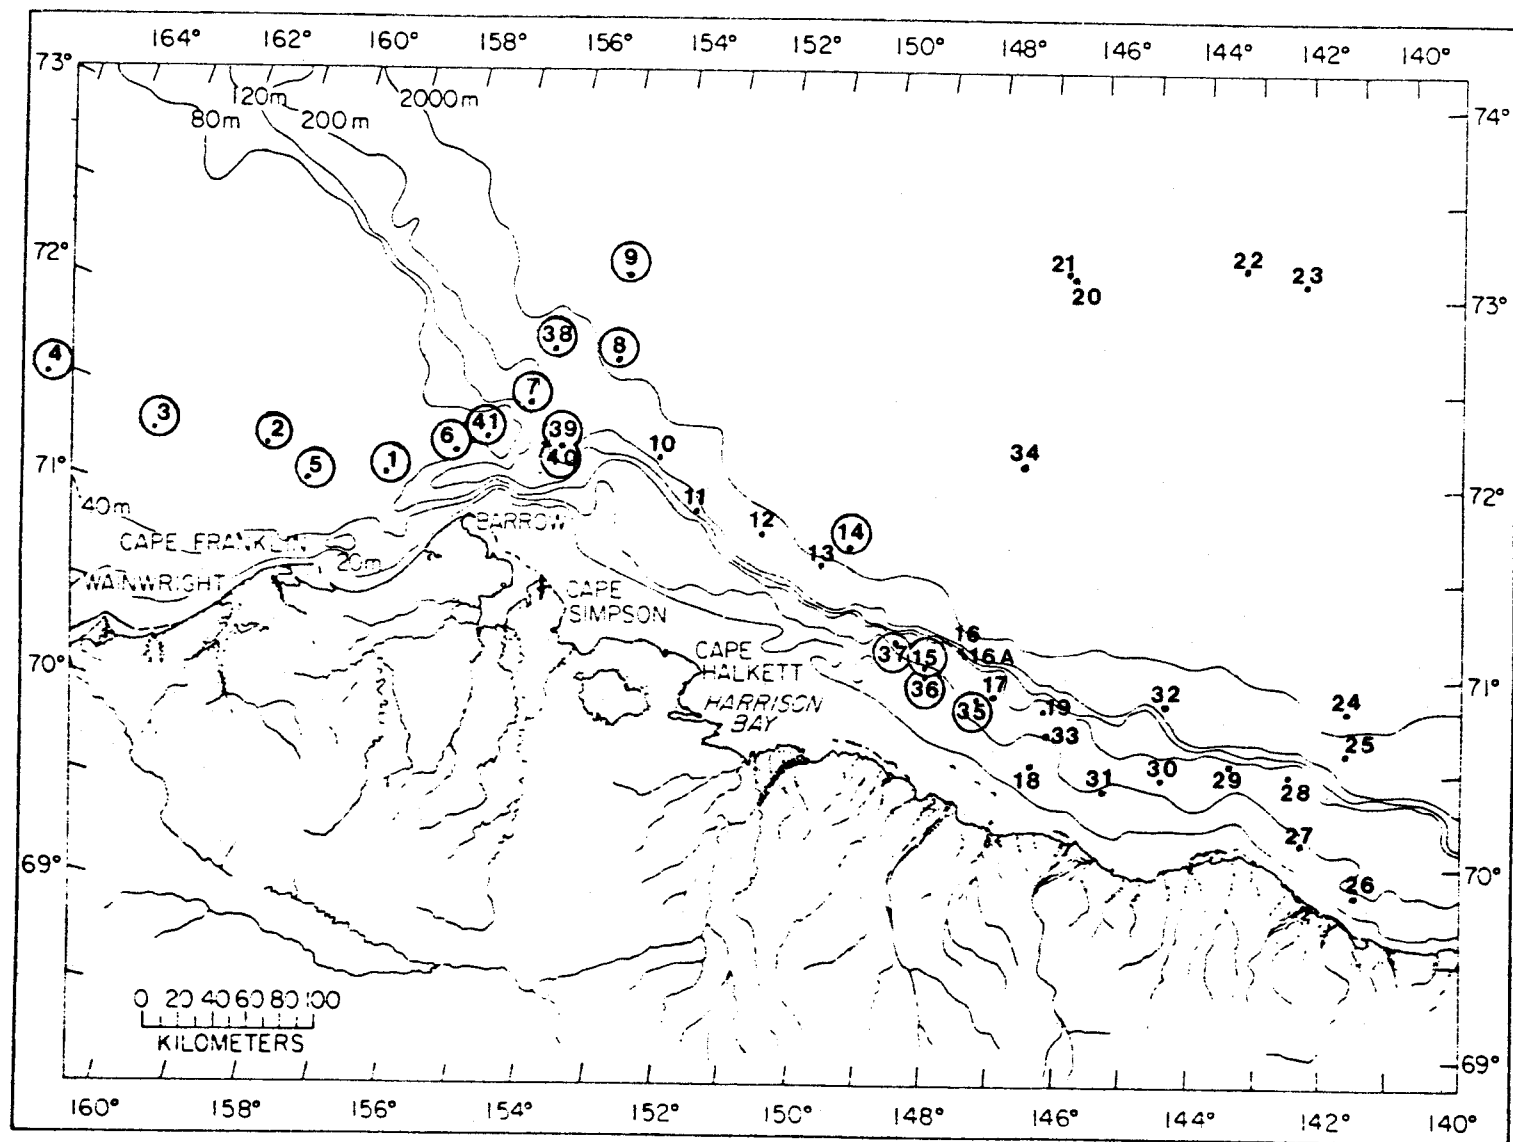 164° 162° 160° 158° 156° 154° 152° 150° 148° 146° 144° 142° 140°
73°
120m 2000m
80m 200m
74°
72°
9
21 22 23
20
73°
38 8
4
7
3 2 41 39
6
5 1 40 10 34
71°
72°
40m
11
12 14
BARROW
CAPE FRANKLIN
13
20m
WAINWRIGHT
CAPE
SIMPSON
16
CAPE
HALKETT
37 15 16A
70°
36 17
71°
HARRISON
BAY
35 19 32 24
33 25
18 31 30 29 28
27
69°
70°
26
0 20 40 60 80 100
KILOMETERS
69°
160° 158° 156° 154° 152° 150° 148° 146° 144° 142° 140°